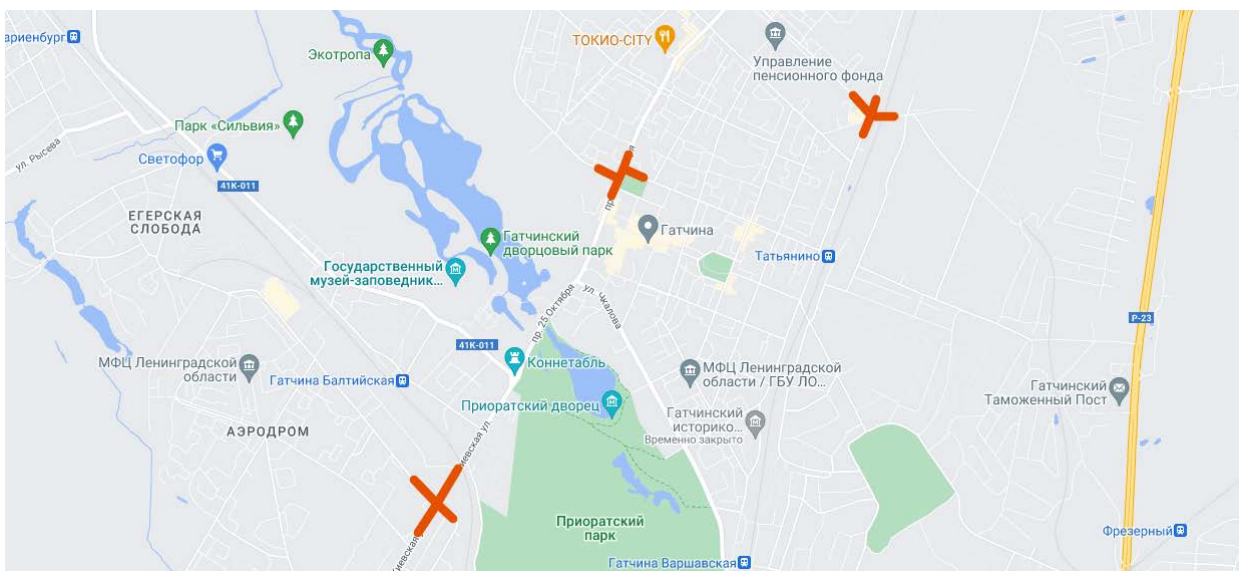 ариенбург
Экотропа
ТОКИО-CITY
Управление
пенсионного фонда
Парк «Сильвия»
ул. Рысева
Светофор
41К-011
ЕГЕРСКАЯ
СЛОБОДА
Гатчинский
дворцовый парк
Гатчина
Татьянино
Государственный
музей-заповедник...
ул. Чкалова
пр. 25 Октября
Р-23
41К-011
Коннетабль
МФЦ Ленинградской
области
Гатчина Балтийская
МФЦ Ленинградской
области / ГБУ ЛО...
Гатчинский
Таможенный Пост
Приоратский дворец
Гатчинский
историко...
Временно закрыто
АЭРОДРОМ
иевская ул
Приоратский
парк
Фрезерный
иевская
Гатчина Варшавская